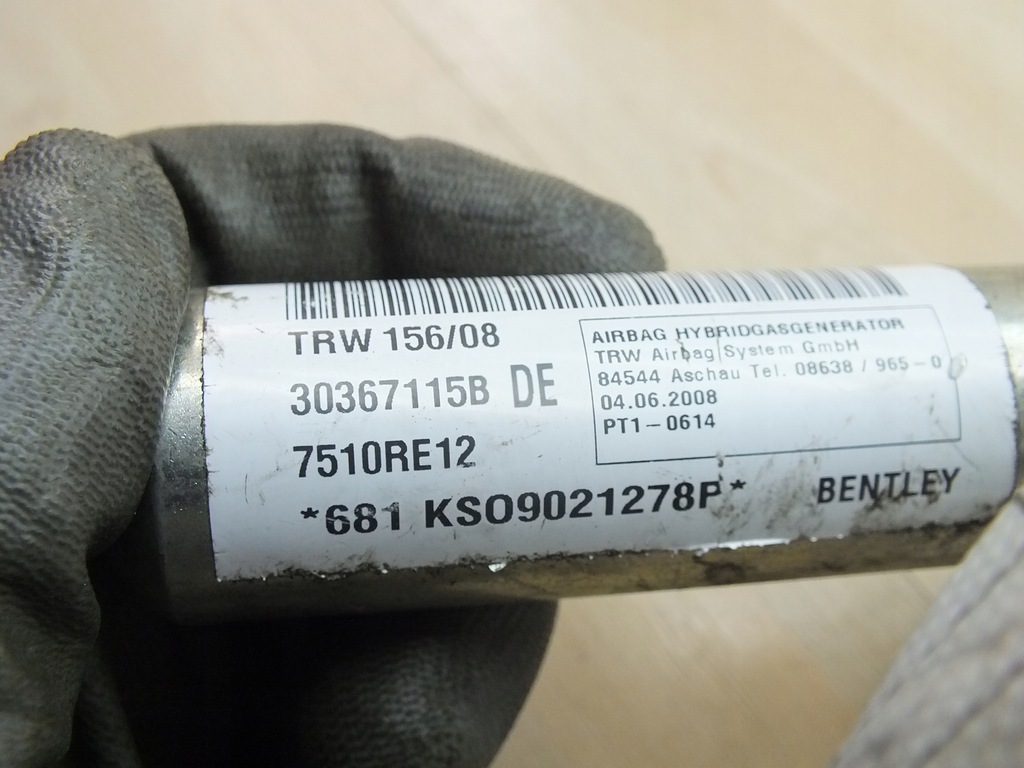 TRW 156/08
30367115B DE
7510RE12
*681 KSO9021278P*
AIRBAG HYBRIDGASGENERATOR
TRW Airbag System GmbH
84544 Aschau Tel. 08638 / 965-0
04.06.2008
PT1-0614
BENTLEY